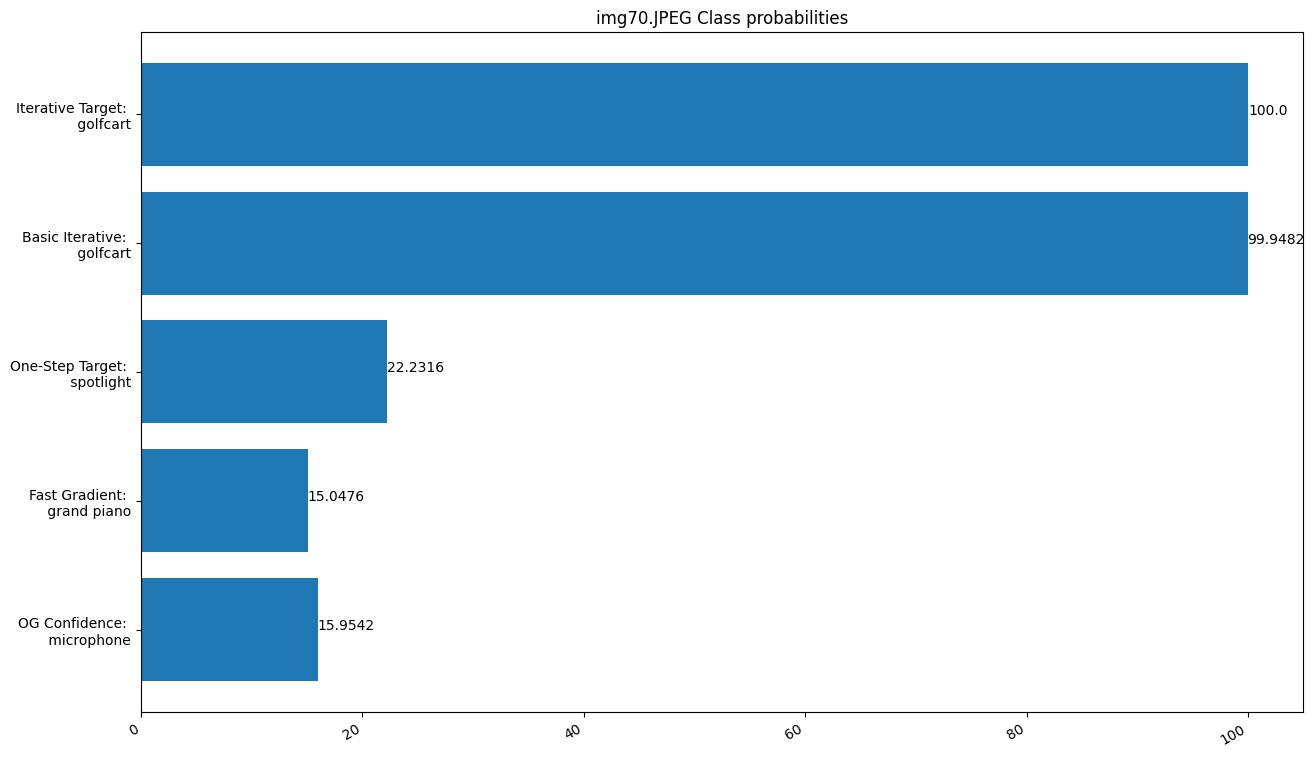 img70.JPEG Class probabilities
Iterative Target:
golfcart
100.0
Basic Iterative:
golfcart
99.9482
One-Step Target:
spotlight
22.2316
Fast Gradient:
grand piano
15.0476
OG Confidence:
microphone
15.9542
0
20
40
60
80
100